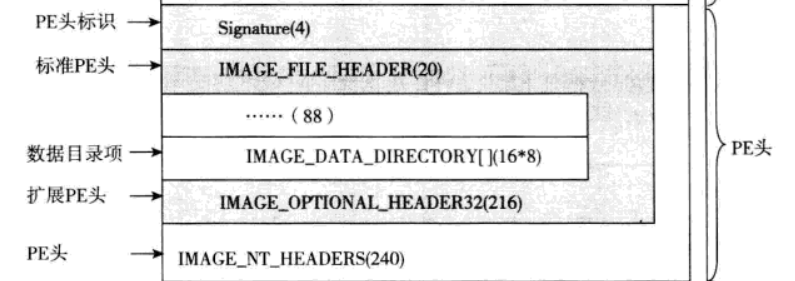 PE头标识
Signature(4)
标准PE头
IMAGE_FILE_HEADER(20)
……（88）
数据目录项
IMAGE_DATA_DIRECTORY[ ](16*8)
PE头
扩展PE头
IMAGE_OPTIONAL_HEADER32(216)
PE头
IMAGE_NT_HEADERS(240)